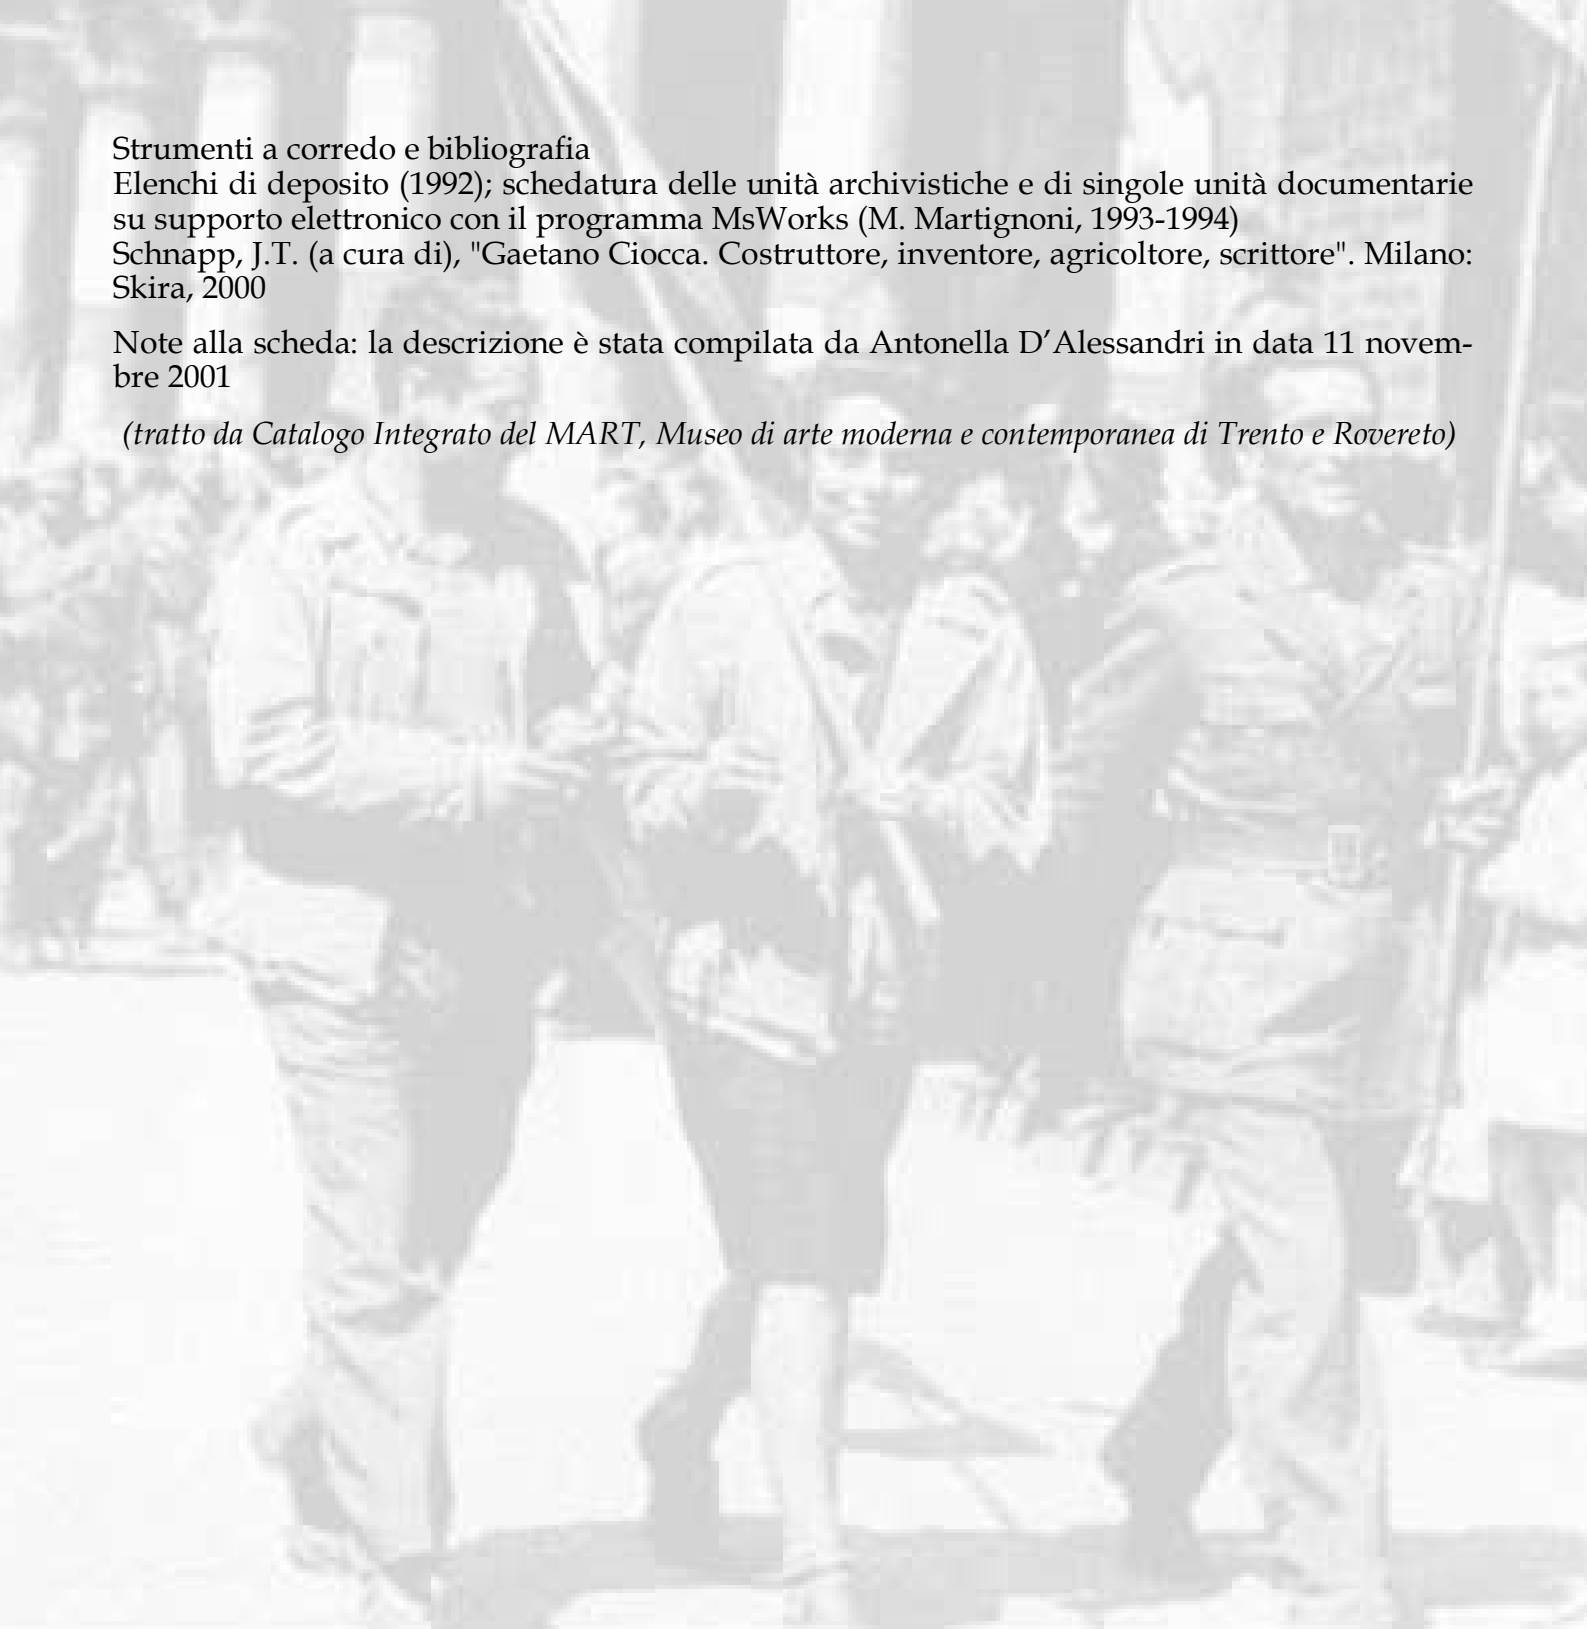 Strumenti a corredo e bibliografia
Elenchi di deposito (1992); schedatura delle unità archivistiche e di singole unità documentarie
su supporto elettronico con il programma MsWorks (M. Martignoni, 1993-1994)
Schnapp, J.T. (a cura di), "Gaetano Ciocca. Costruttore, inventore, agricoltore, scrittore". Milano:
Skira, 2000
Note alla scheda: la descrizione è stata compilata da Antonella D’Alessandri in data 11 novem-
bre 2001
(tratto da Catalogo Integrato del MART, Museo di arte moderna e contemporanea di Trento e Rovereto)